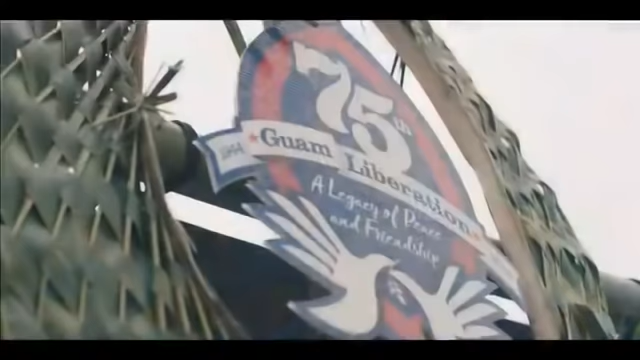 75th
1944 Guam Liberation
A Legacy of Peace
and Friendship